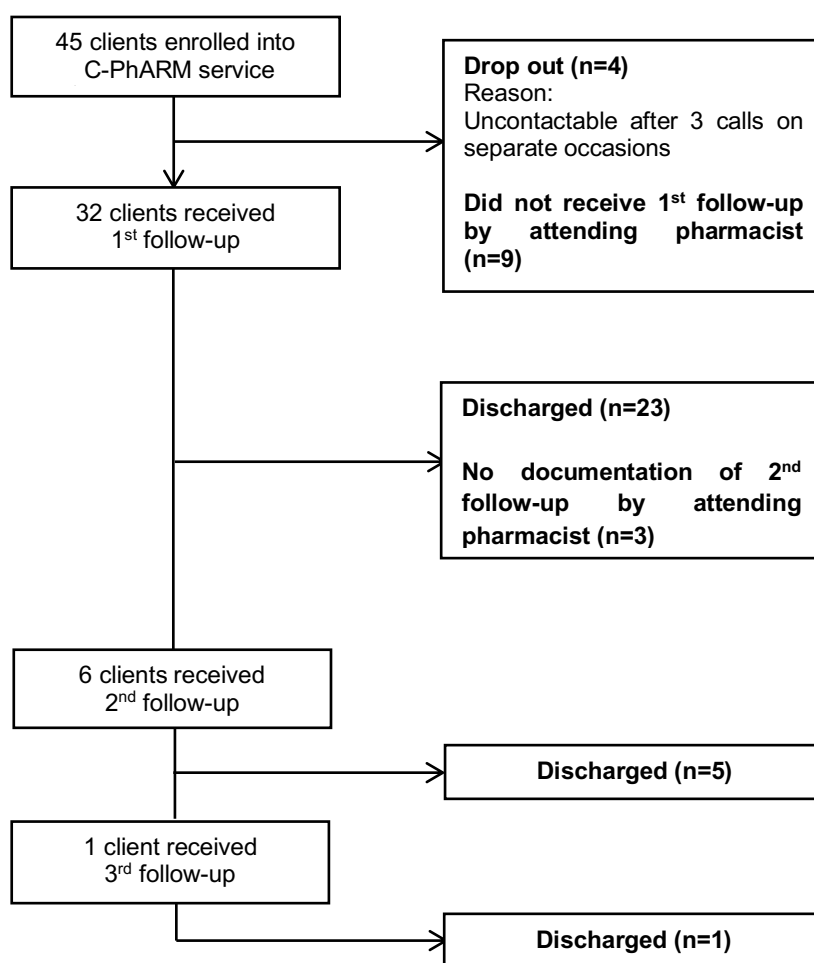 45 clients enrolled into
C-PhARM service
Drop out (n=4)
Reason:
Uncontactable after 3 calls on
separate occasions
Did not receive 1st follow-up
by attending pharmacist
(n=9)
32 clients received
1st follow-up
Discharged (n=23)
No documentation of 2nd
follow-up by attending
pharmacist (n=3)
6 clients received
2nd follow-up
Discharged (n=5)
1 client received
3rd follow-up
Discharged (n=1)